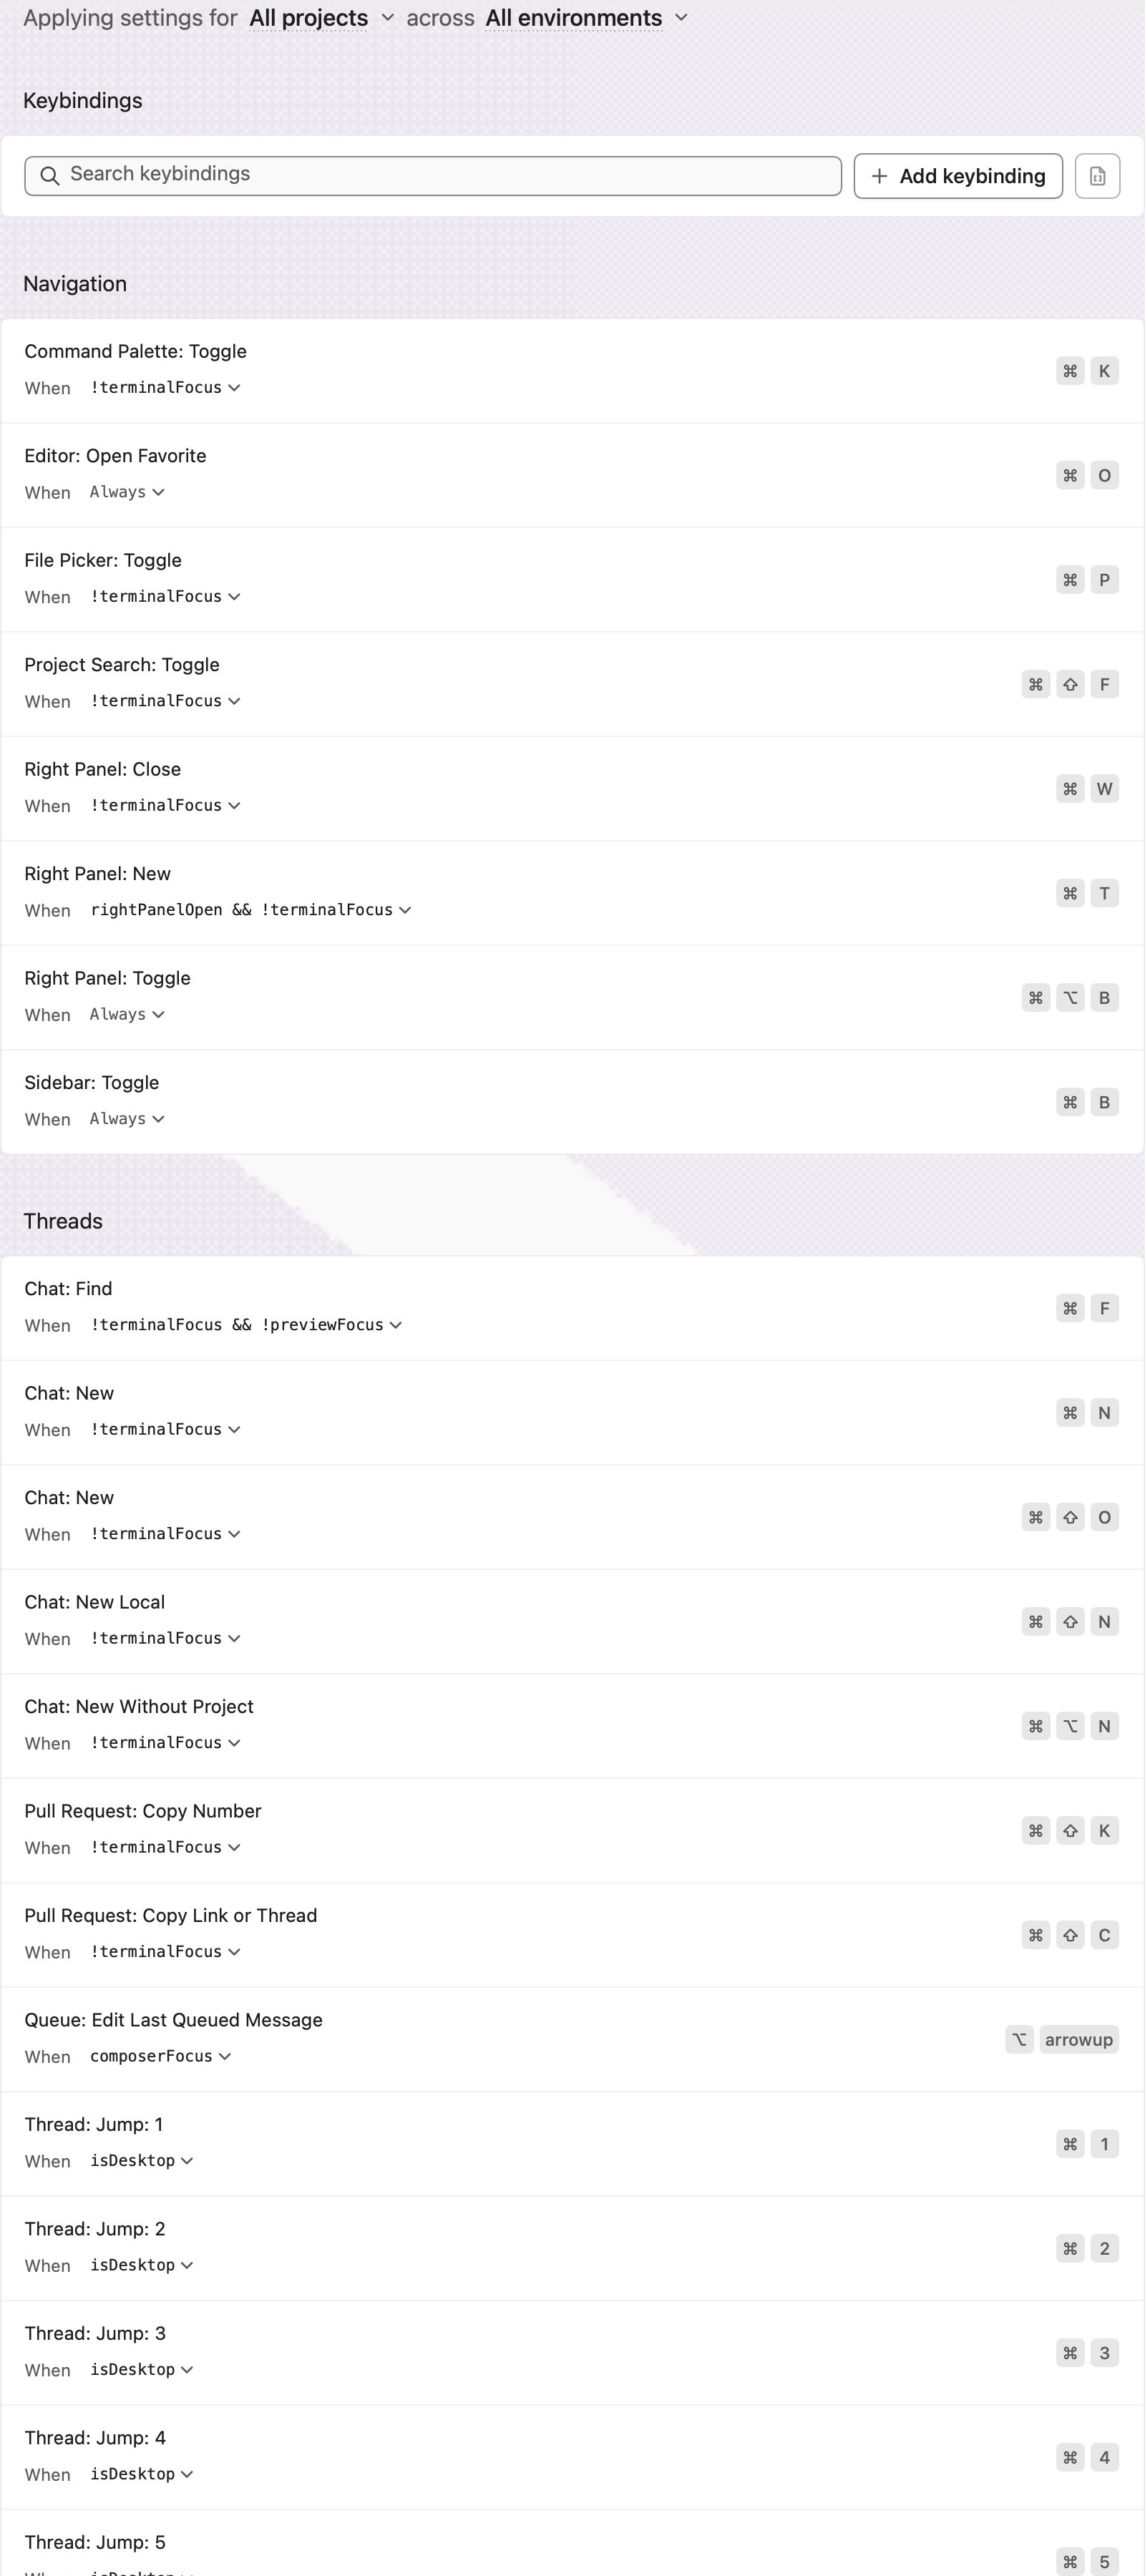 Applying settings for All projects across All environments
Keybindings
Search keybindings
Add keybinding
Navigation
Command Palette: Toggle
When !terminalFocus
⌘ K
Editor: Open Favorite
When Always
⌘ O
File Picker: Toggle
When !terminalFocus
⌘ P
Project Search: Toggle
When !terminalFocus
⌘ ⇧ F
Right Panel: Close
When !terminalFocus
⌘ W
Right Panel: New
When rightPanelOpen && !terminalFocus
⌘ T
Right Panel: Toggle
When Always
⌘ ⌥ B
Sidebar: Toggle
When Always
⌘ B
Threads
Chat: Find
When !terminalFocus && !previewFocus
⌘ F
Chat: New
When !terminalFocus
⌘ N
Chat: New
When !terminalFocus
⌘ ⇧ O
Chat: New Local
When !terminalFocus
⌘ ⇧ N
Chat: New Without Project
When !terminalFocus
⌘ ⌥ N
Pull Request: Copy Number
When !terminalFocus
⌘ ⇧ K
Pull Request: Copy Link or Thread
When !terminalFocus
⌘ ⇧ C
Queue: Edit Last Queued Message
When composerFocus
⌥ arrowup
Thread: Jump: 1
When isDesktop
⌘ 1
Thread: Jump: 2
When isDesktop
⌘ 2
Thread: Jump: 3
When isDesktop
⌘ 3
Thread: Jump: 4
When isDesktop
⌘ 4
Thread: Jump: 5
⌘ 5